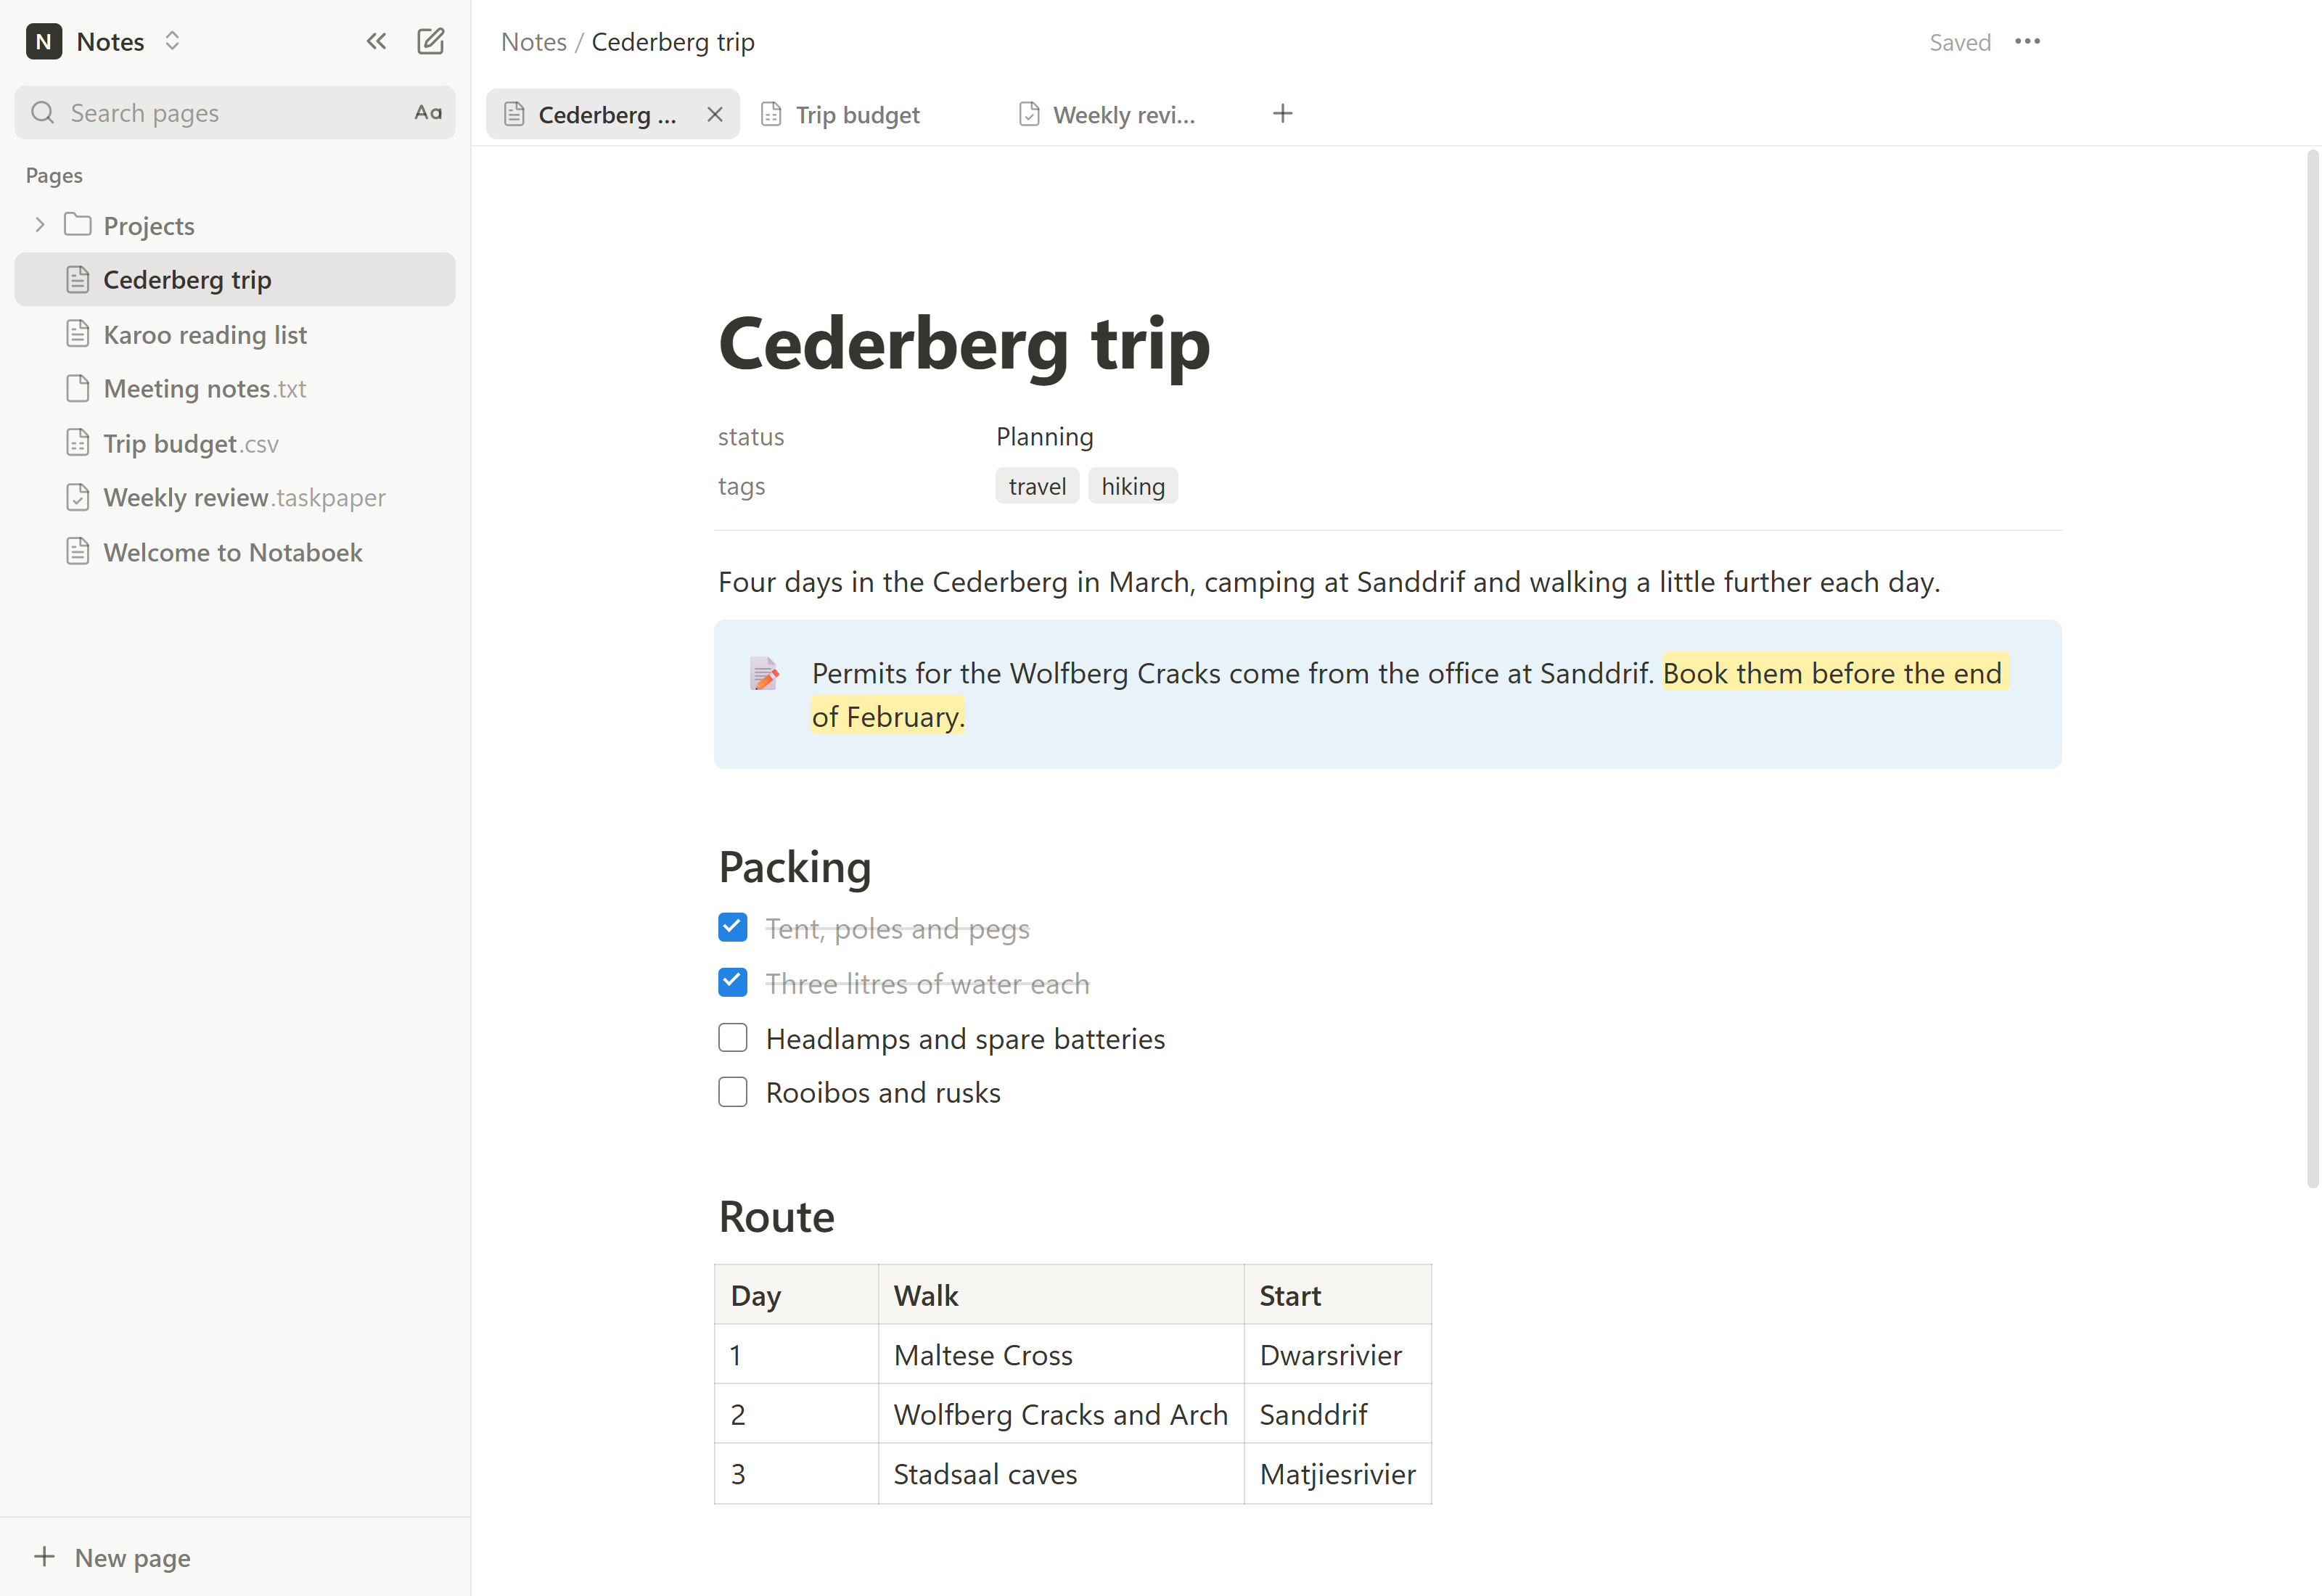 N Notes
Search pages Aa
Pages
Projects
Cederberg trip
Karoo reading list
Meeting notes.txt
Trip budget.csv
Weekly review.taskpaper
Welcome to Notaboek
New page
Notes / Cederberg trip
Saved
Cederberg ... Trip budget Weekly revi...
Cederberg trip
status Planning
tags travel hiking
Four days in the Cederberg in March, camping at Sanddrif and walking a little further each day.
Permits for the Wolfberg Cracks come from the office at Sanddrif. Book them before the end
of February.
Packing
Tent, poles and pegs
Three litres of water each
Headlamps and spare batteries
Rooibos and rusks
Route
Day Walk Start
1 Maltese Cross Dwarsrivier
2 Wolfberg Cracks and Arch Sanddrif
3 Stadsaal caves Matjiesrivier